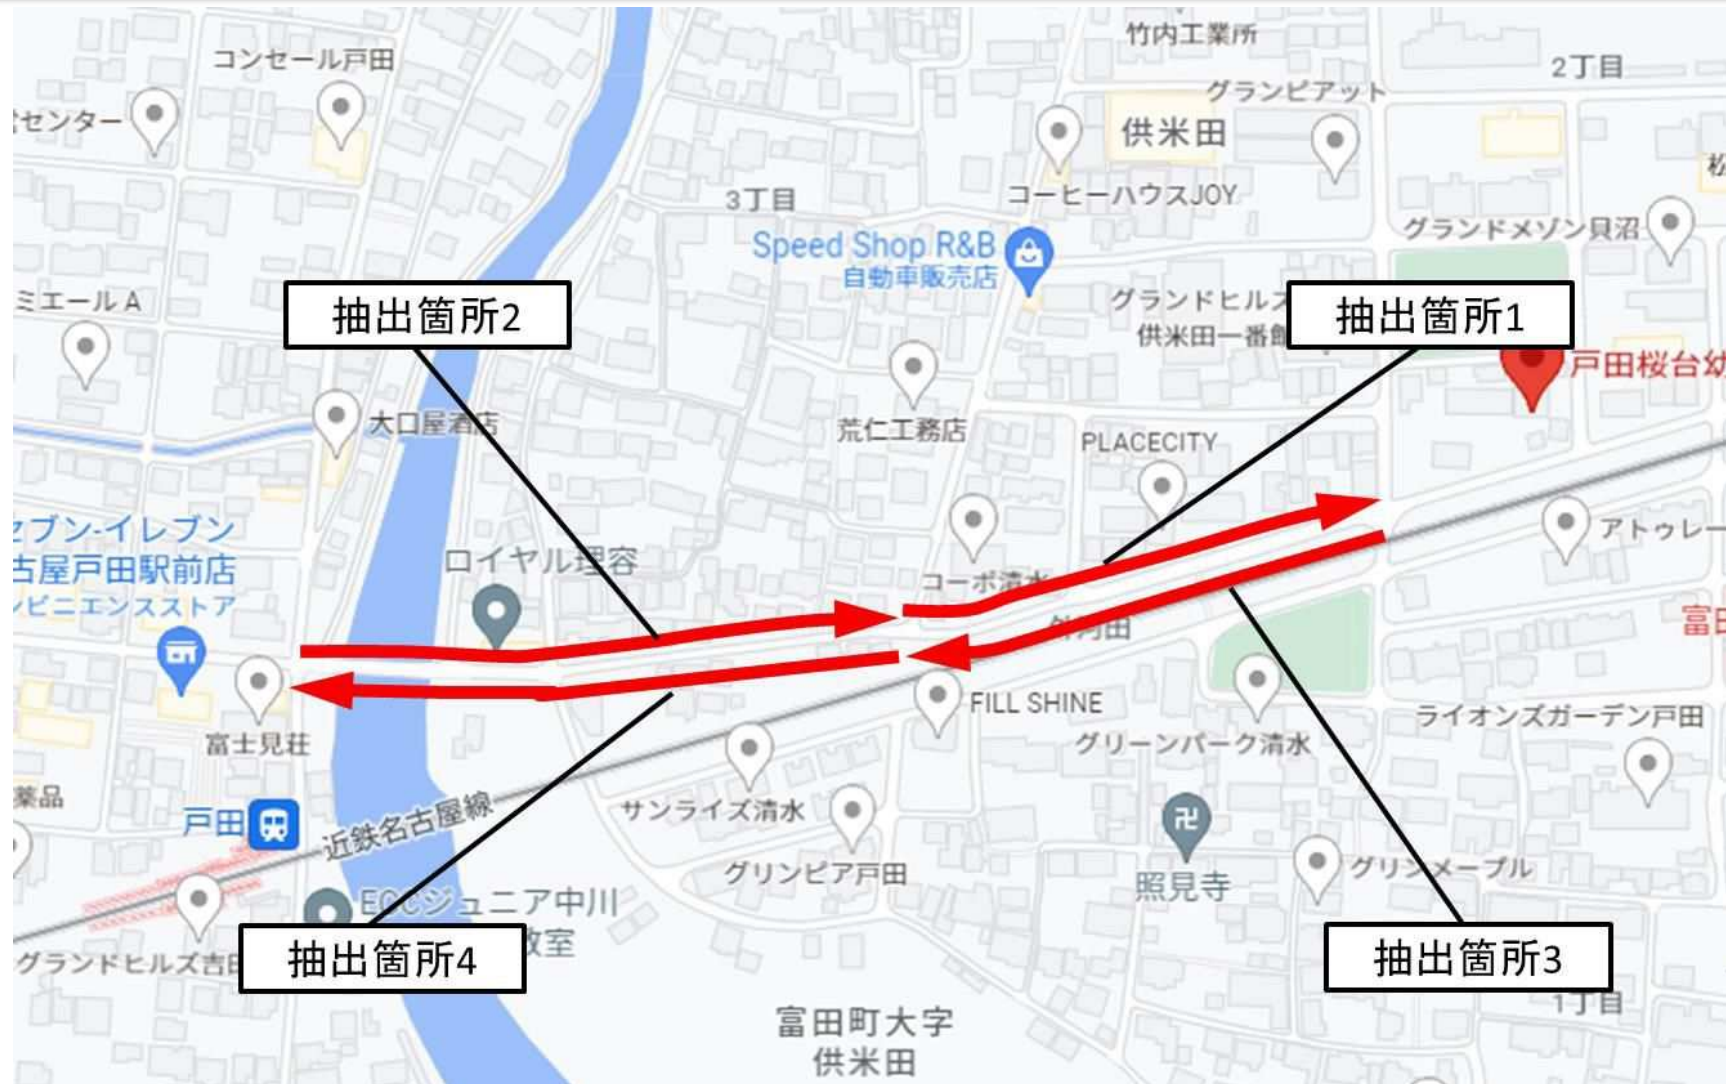 竹内工業所
コンセール戸田
2丁目
グランピアット
センター
供米田
コーヒーハウスJOY
3丁目
グランドメゾン貝沼
Speed Shop R&B
自動車販売店
ミエール A
抽出箇所2
グランドヒルズ
供米田一番館
抽出箇所1
戸田桜台幼
大口屋酒店
荒仁工務店
PLACECITY
セブン-イレブン
古屋戸田駅前店
ンビニエンスストア
アトゥレー
ロイヤル理容
コーポ清水
外河田
富田
FILL SHINE
ライオンズガーデン戸田
富士見荘
グリーンパーク清水
薬品
サンライズ清水
戸田
近鉄名古屋線
グリンピア戸田
照見寺
グリンメープル
ECCジュニア中川
教室
抽出箇所4
抽出箇所3
グランドヒルズ吉田
1丁目
富田町大字
供米田